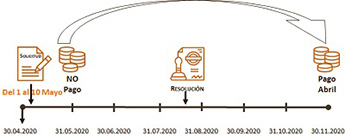 SOLICITUD
Del 1 al 10 Mayo
NO
Pago
RESOLUCIÓN
Pago
Abril
30.04.2020
31.05.2020
30.06.2020
31.07.2020
31.08.2020
30.09.2020
31.10.2020
30.11.2020